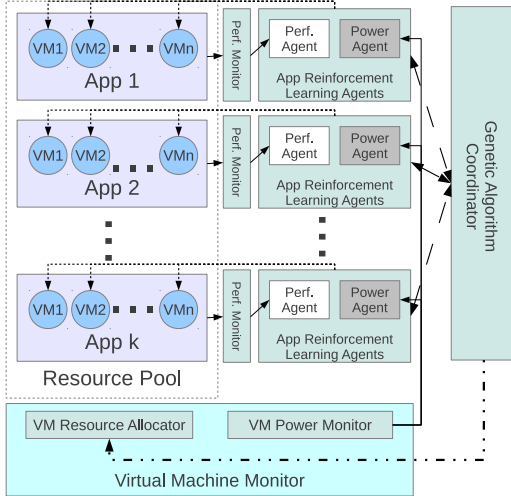 VM1 VM2 VMn
App 1
Perf. Monitor
Perf. Agent
Power Agent
App Reinforcement
Learning Agents
VM1 VM2 VMn
App 2
Perf. Monitor
Perf. Agent
Power Agent
App Reinforcement
Learning Agents
VM1 VM2 VMn
App k
Perf. Monitor
Perf. Agent
Power Agent
App Reinforcement
Learning Agents
Genetic Algorithm
Coordinator
Resource Pool
VM Resource Allocator
VM Power Monitor
Virtual Machine Monitor